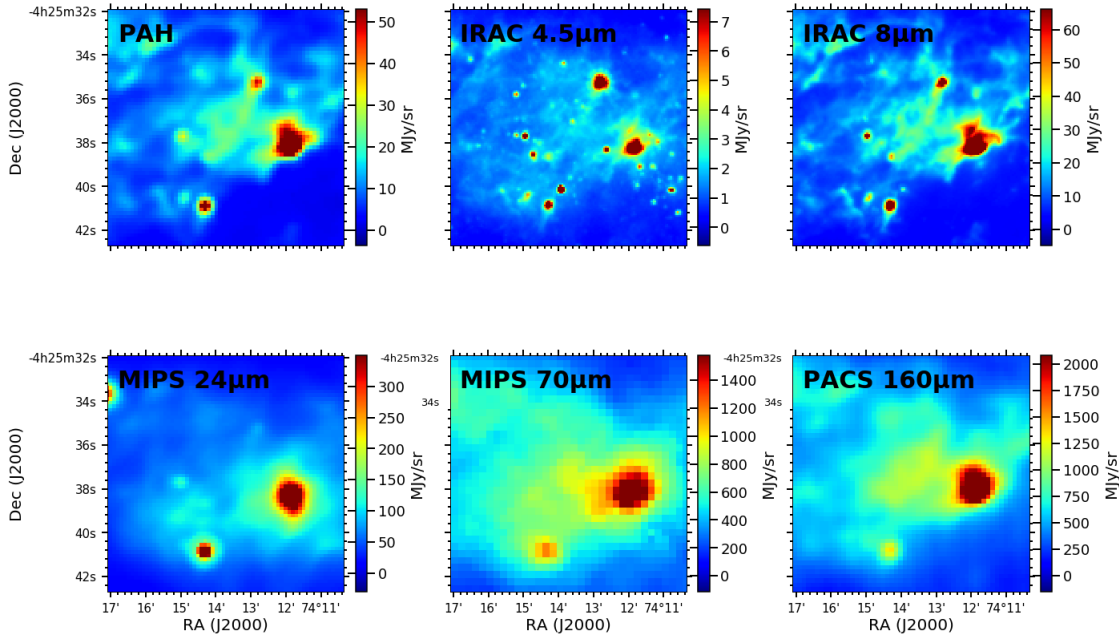 -4h25m32s
34s
36s
38s
40s
42s
Dec (J2000)
PAH
50
40
30
20
10
0
MJy/sr
IRAC 4.5μm
7
6
5
4
3
2
1
0
MJy/sr
IRAC 8μm
60
50
40
30
20
10
0
MJy/sr
-4h25m32s
34s
36s
38s
40s
42s
Dec (J2000)
MIPS 24μm
17' 16' 15' 14' 13' 12' 74°11'
RA (J2000)
300
250
200
150
100
50
0
MJy/sr
-4h25m32s
34s
MIPS 70μm
17' 16' 15' 14' 13' 12' 74°11'
RA (J2000)
1400
1200
1000
800
600
400
200
0
MJy/sr
-4h25m32s
34s
PACS 160μm
17' 16' 15' 14' 13' 12' 74°11'
RA (J2000)
2000
1750
1500
1250
1000
750
500
250
0
MJy/sr